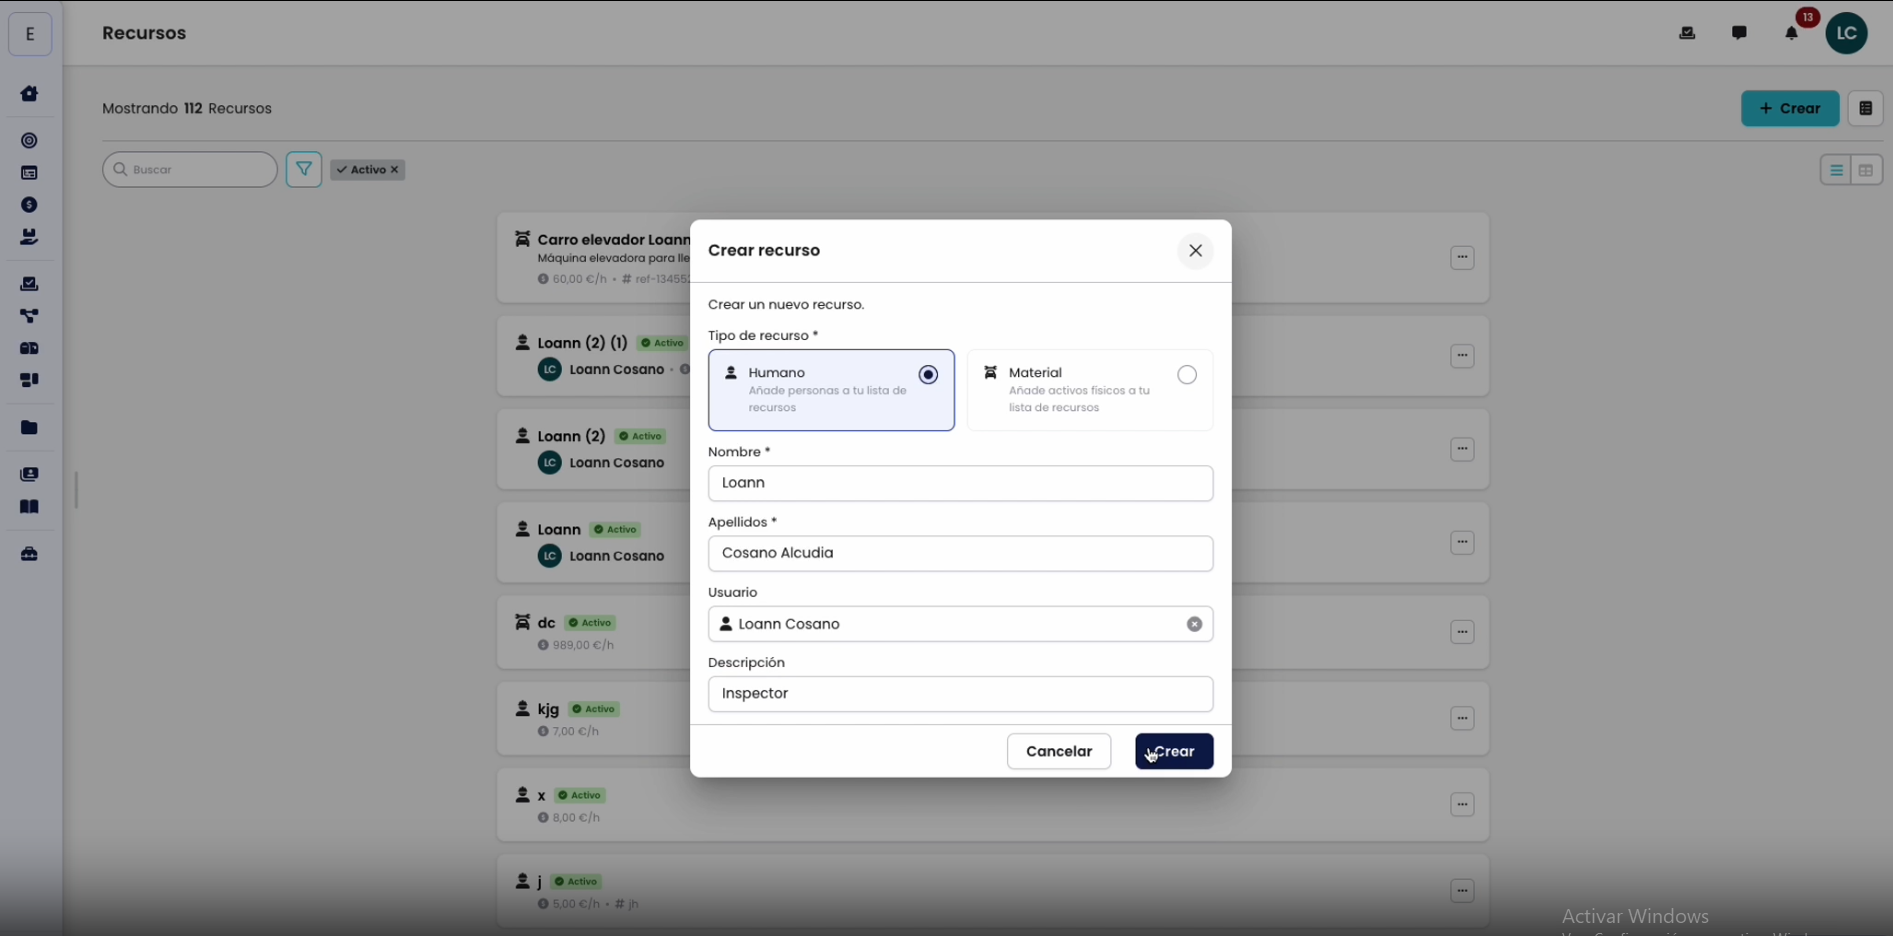 E
Recursos
13
LC
Mostrando 112 Recursos
+ Crear
Buscar
Activo
Carro elevador Loann
Máquina elevadora para lle
60,00 €/h • # ref-134552
Loann (2) (1) Activo
LC Loann Cosano
Loann (2) Activo
LC Loann Cosano
Loann Activo
LC Loann Cosano
dc Activo
989,00 €/h
kjg Activo
7,00 €/h
x Activo
8,00 €/h
j Activo
5,00 €/h • # jh
Crear recurso
Crear un nuevo recurso.
Tipo de recurso *
Humano
Añade personas a tu lista de
recursos
Material
Añade activos físicos a tu
lista de recursos
Nombre *
Loann
Apellidos *
Cosano Alcudia
Usuario
Loann Cosano
Descripción
Inspector
Cancelar
Crear
Activar Windows